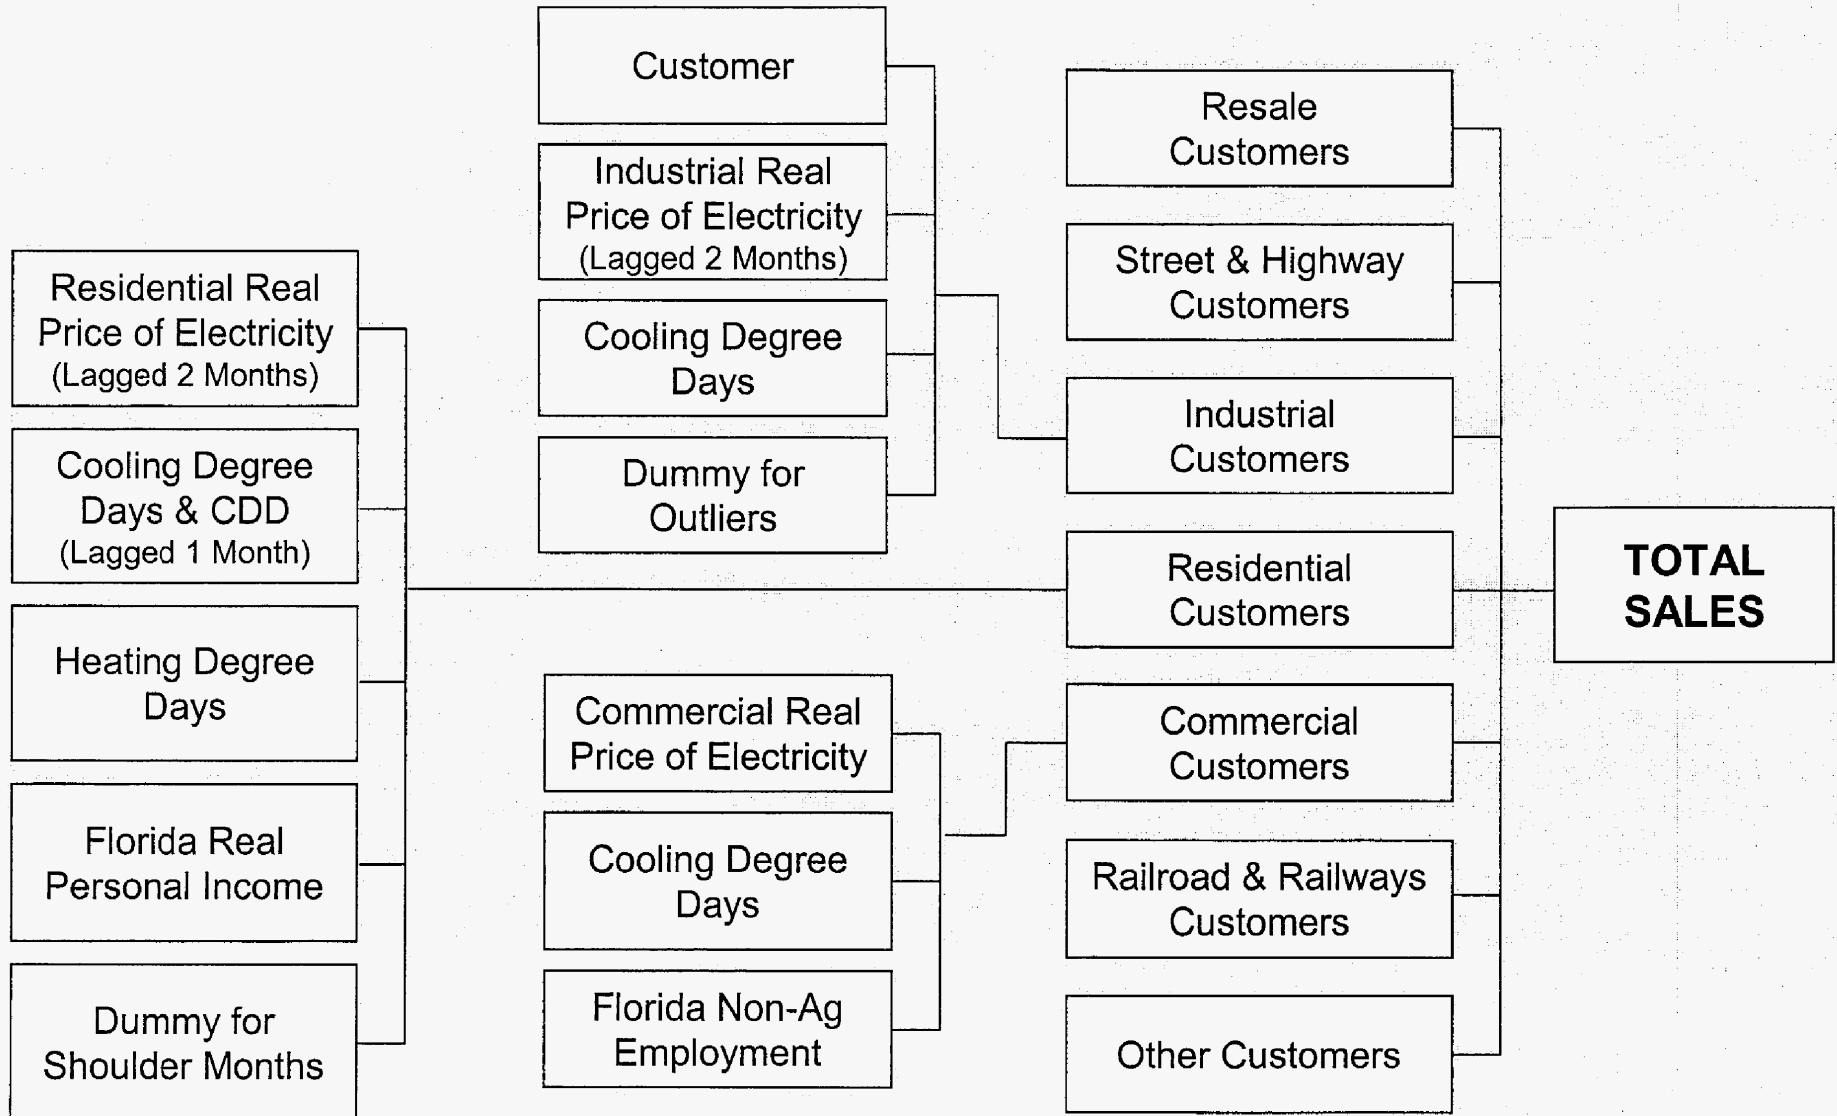 Customer
Industrial Real
Price of Electricity
(Lagged 2 Months)
Cooling Degree
Days
Dummy for
Outliers
Residential Real
Price of Electricity
(Lagged 2 Months)
Cooling Degree
Days & CDD
(Lagged 1 Month)
Heating Degree
Days
Florida Real
Personal Income
Dummy for
Shoulder Months
Commercial Real
Price of Electricity
Cooling Degree
Days
Florida Non-Ag
Employment
Resale
Customers
Street & Highway
Customers
Industrial
Customers
Residential
Customers
Commercial
Customers
Railroad & Railways
Customers
Other Customers
TOTAL
SALES